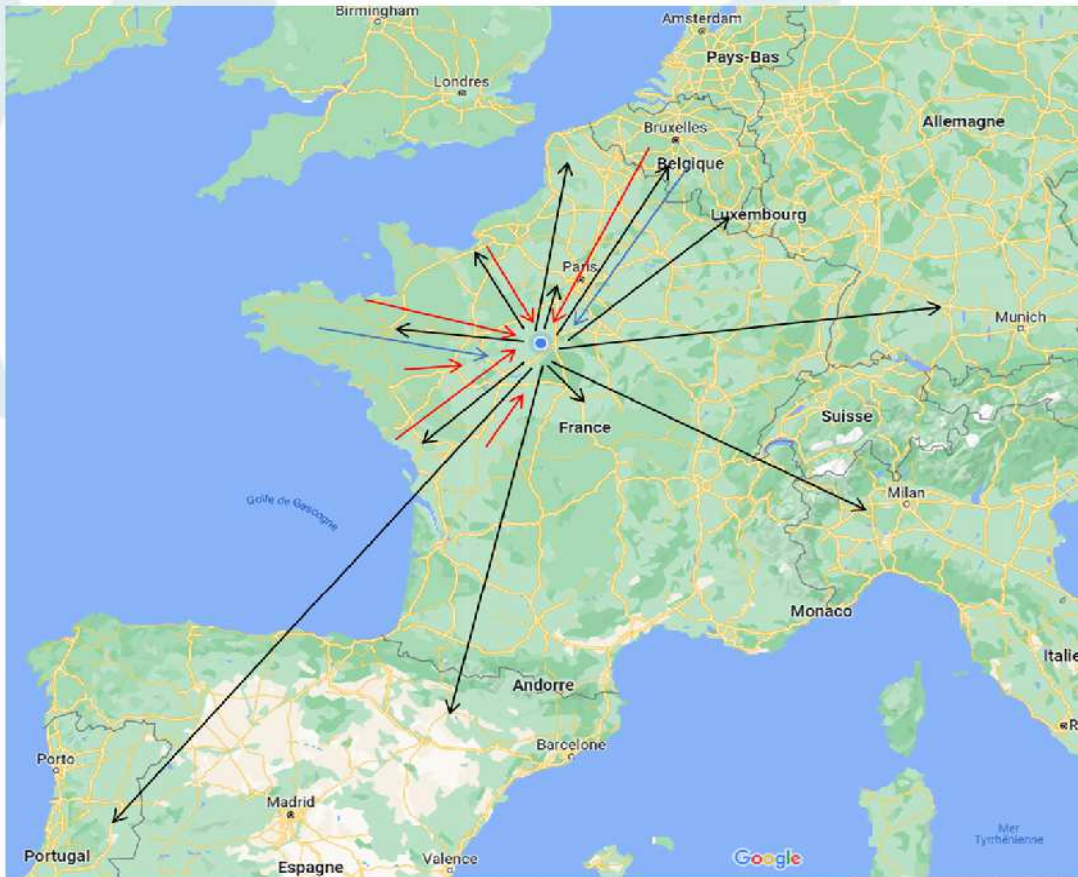 Birmingham
Amsterdam
Pays-Bas
Londres
Allemagne
Bruxelles
Belgique
Luxembourg
Paris
Munich
France
Suisse
Milan
Golfe de Gascogne
Monaco
Italie
Andorre
Barcelone
Porto
Madrid
Mer
Tyrrhénienne
Portugal
Espagne
Valence
Google